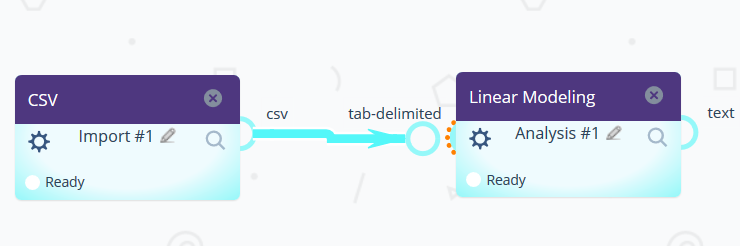 CSV
Import #1
Ready
csv
tab-delimited
Linear Modeling
Analysis #1
Ready
text